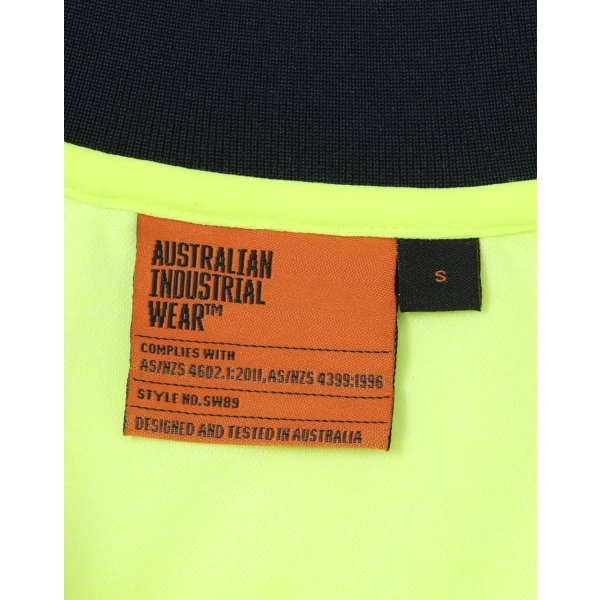 AUSTRALIAN
INDUSTRIAL
WEAR™
COMPLIES WITH
AS/NZS 4602.1:2011, AS/NZS 4399:1996
STYLE NO. SW89
DESIGNED AND TESTED IN AUSTRALIA
S